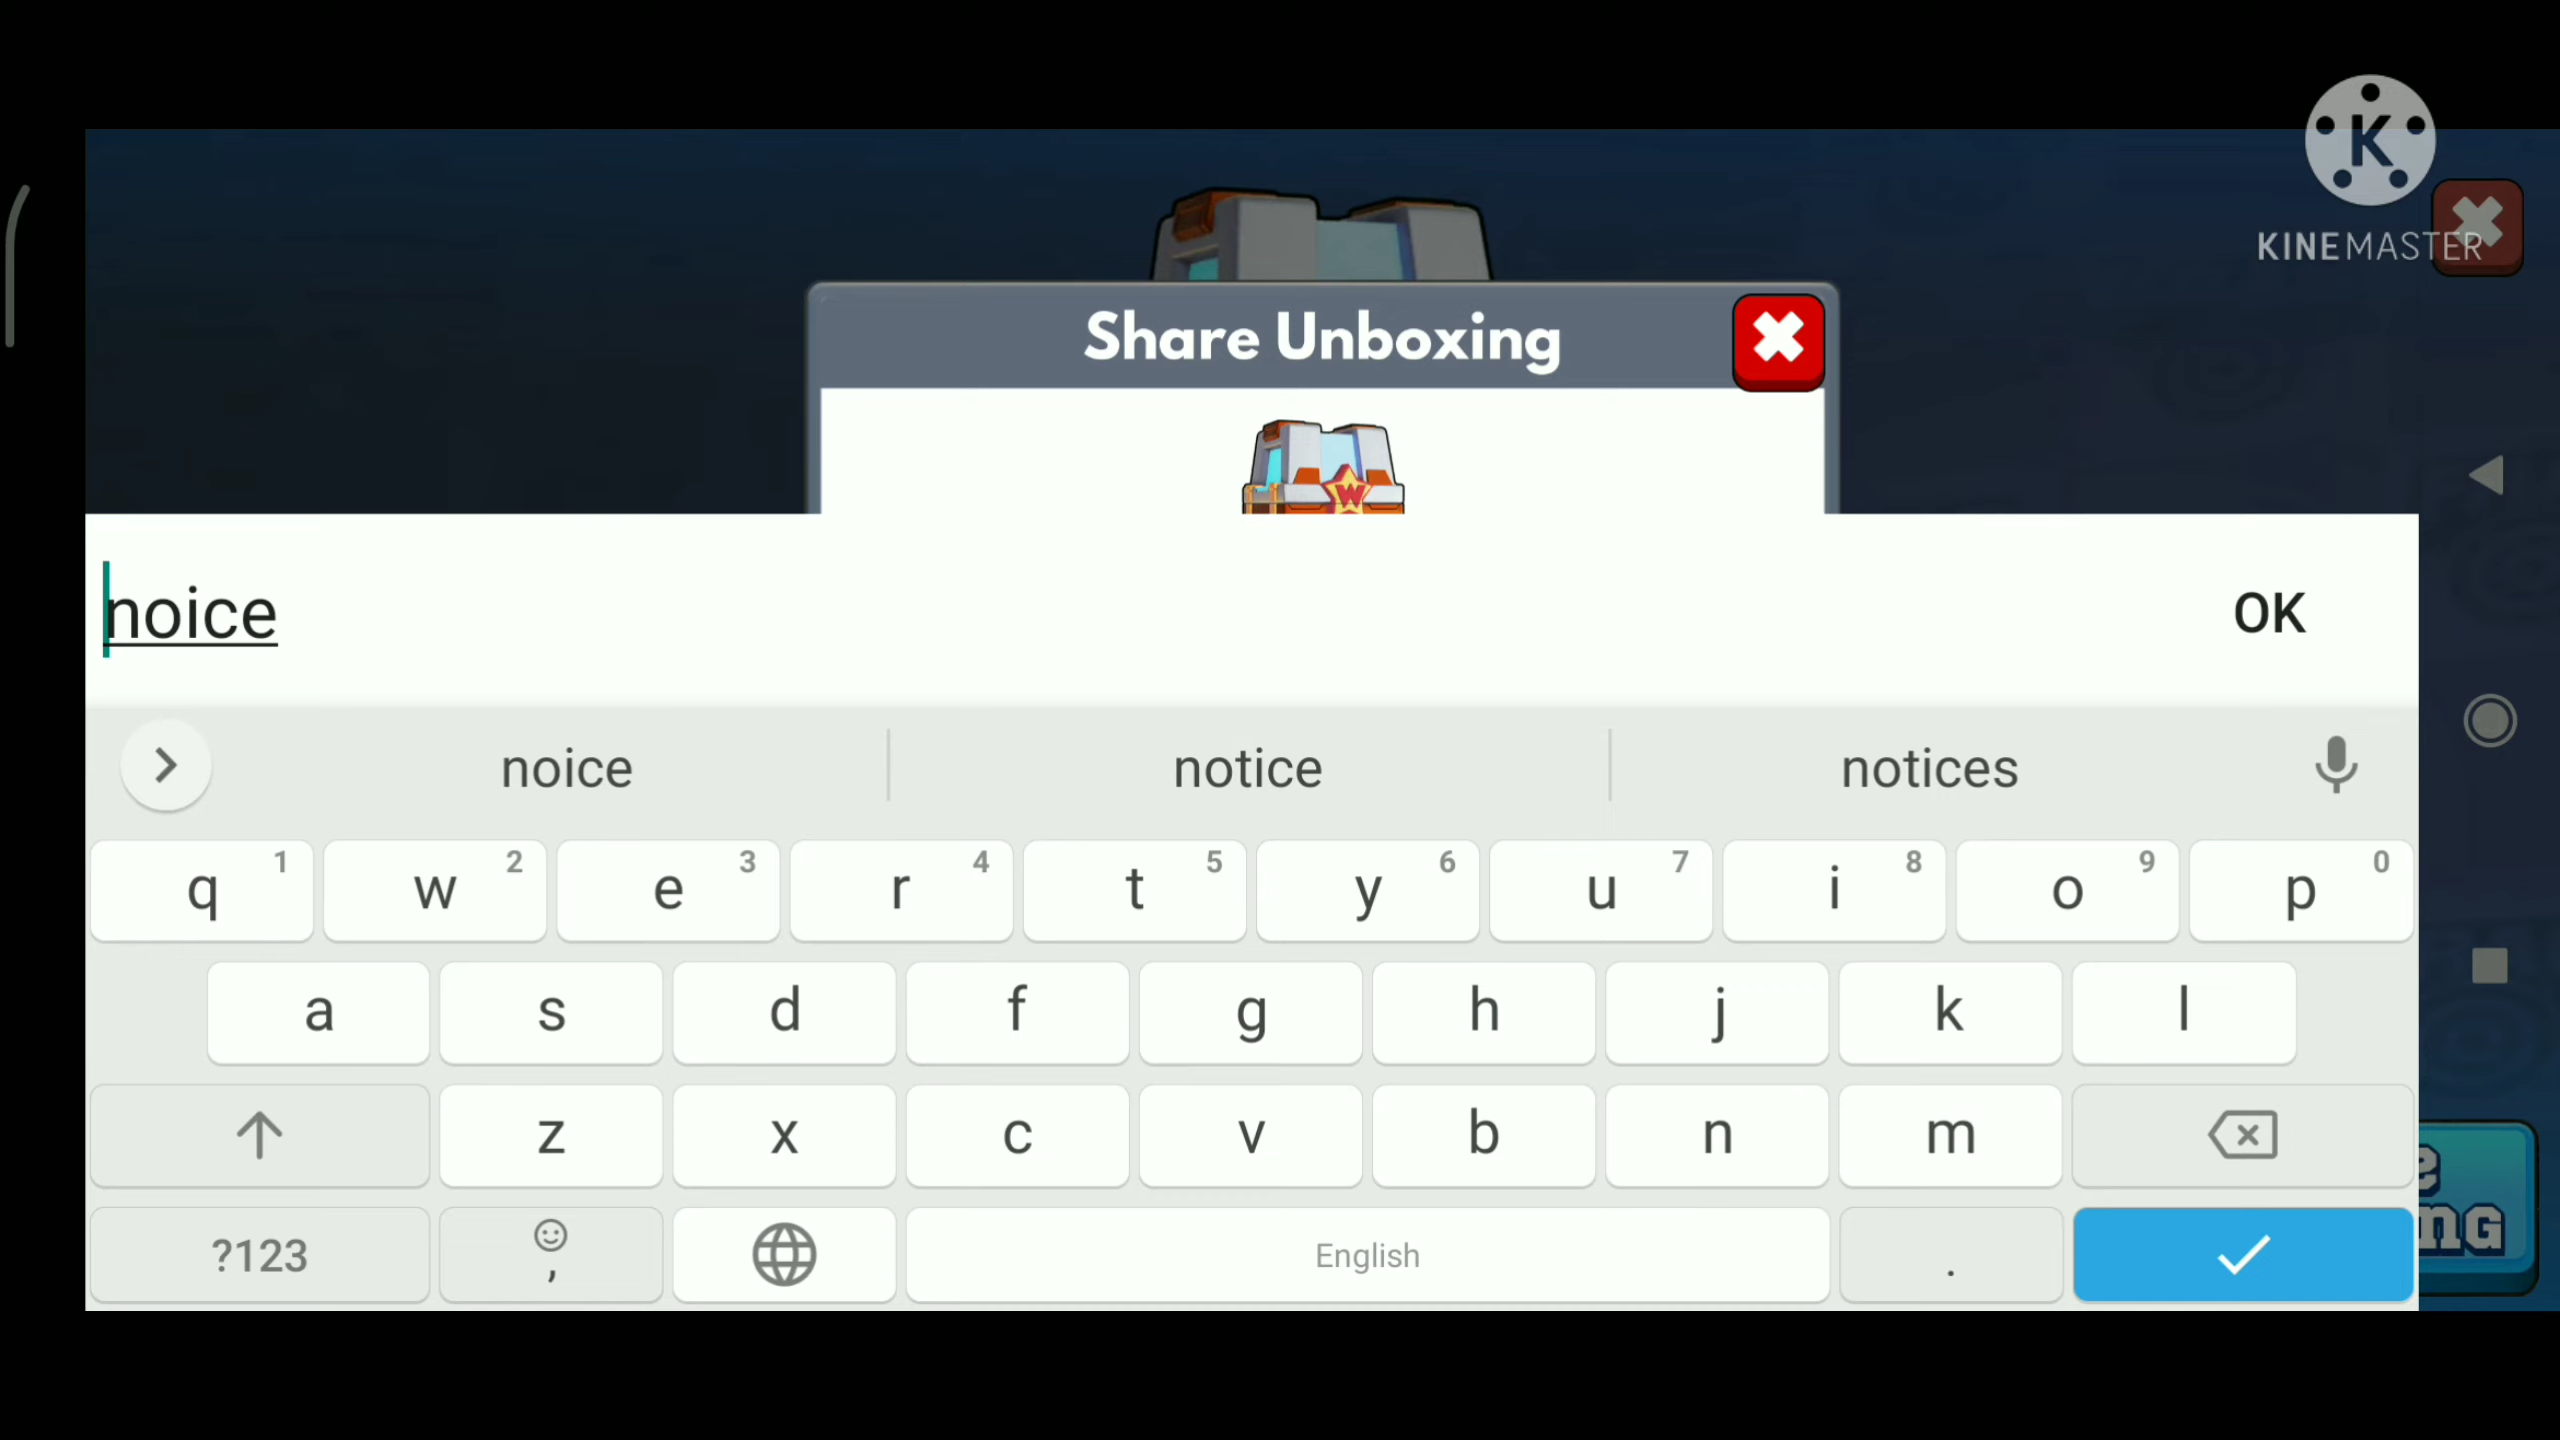 K
KINEMASTER
Share Unboxing
W
noice
OK
noice notice notices
q 1 w 2 e 3 r 4 t 5 y 6 u 7 i 8 o 9 p 0
a s d f g h j k l
z x c v b n m
?123 , English .